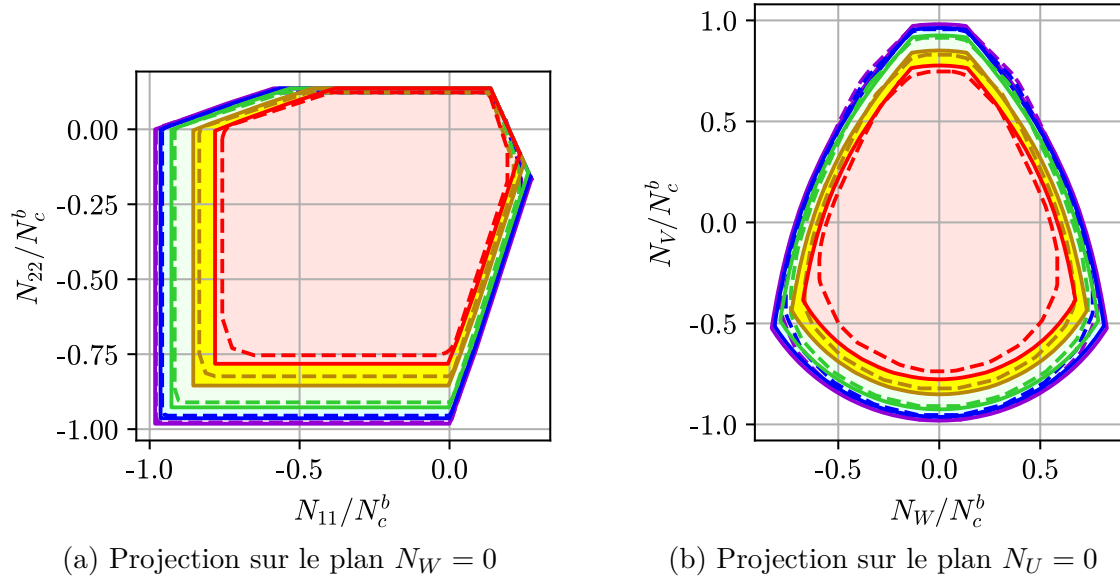 0.00
-0.25
-0.50
-0.75
-1.00
N_{22}/N_c^b
-1.0 -0.5 0.0
N_{11}/N_c^b
(a) Projection sur le plan N_W = 0
1.0
0.5
0.0
-0.5
-1.0
N_V/N_c^b
-0.5 0.0 0.5
N_W/N_c^b
(b) Projection sur le plan N_U = 0